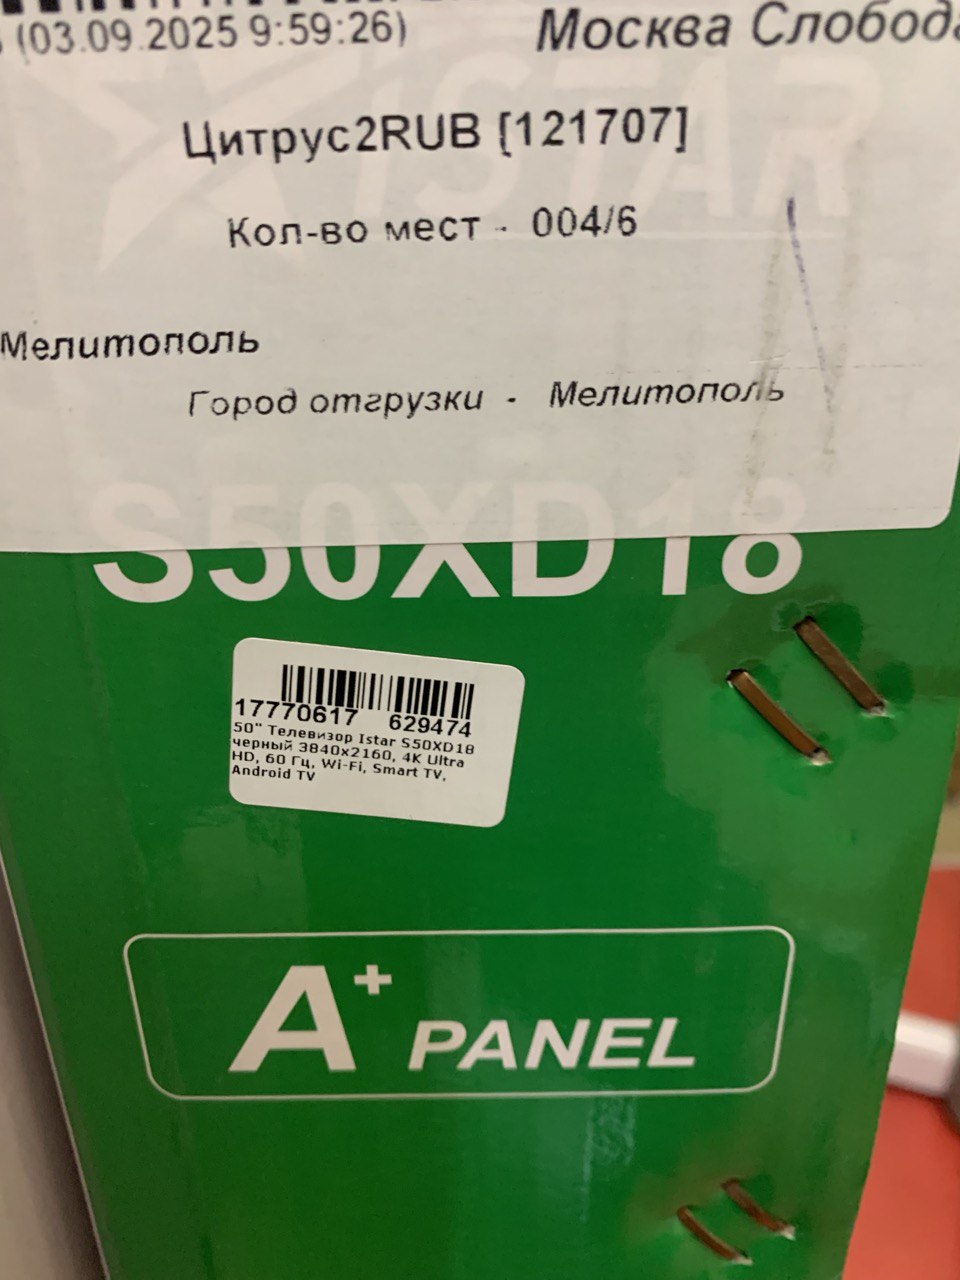 (03.09.2025 9:59:26) Москва Слобод
ISTAR
Цитрус2RUB [121707]
Кол-во мест - 004/6
Мелитополь
Город отгрузки - Мелитополь
S50XD18
17770617 629474
50" Телевизор Istar S50XD18
черный 3840x2160, 4K Ultra
HD, 60 Гц, Wi-Fi, Smart TV,
Android TV
A+ PANEL